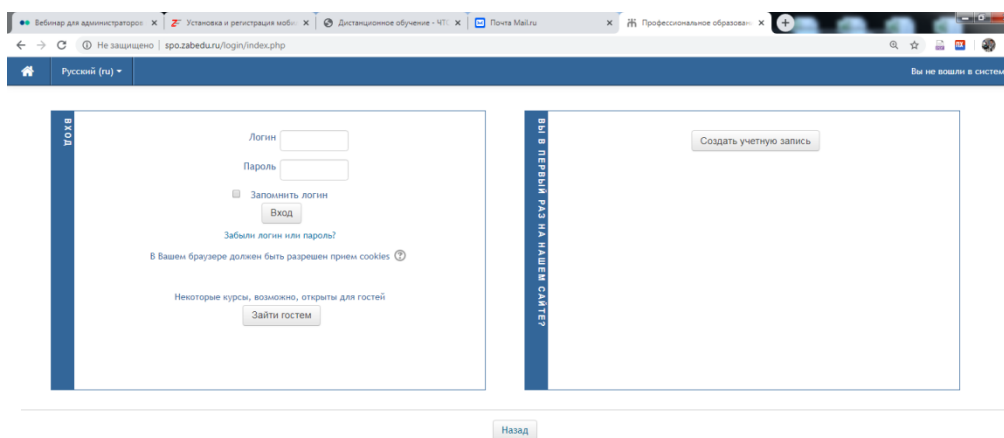 Вебинар для администраторов
Установка и регистрация моби
Дистанционное обучение - ЧТ
Почта Mail.ru
Профессиональное образован
Не защищено | spo.zabedu.ru/login/index.php
Русский (ru)
Вы не вошли в систем
ВХОД
Логин
Пароль
Запомнить логин
Вход
Забыли логин или пароль?
В Вашем браузере должен быть разрешен прием cookies
Некоторые курсы, возможно, открыты для гостей
Зайти гостем
ВЫ В ПЕРВЫЙ РАЗ НА НАШЕМ САЙТЕ?
Создать учетную запись
Назад